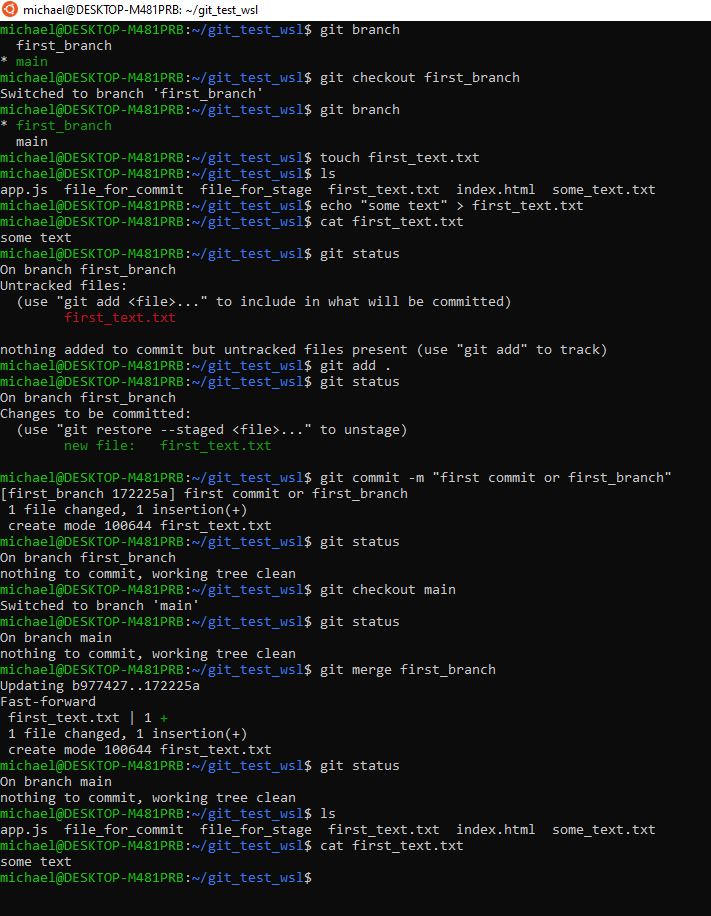 michael@DESKTOP-M481PRB: ~/git_test_wsl
michael@DESKTOP-M481PRB:~/git_test_wsl$ git branch
  first_branch
* main
michael@DESKTOP-M481PRB:~/git_test_wsl$ git checkout first_branch
Switched to branch 'first_branch'
michael@DESKTOP-M481PRB:~/git_test_wsl$ git branch
* first_branch
  main
michael@DESKTOP-M481PRB:~/git_test_wsl$ touch first_text.txt
michael@DESKTOP-M481PRB:~/git_test_wsl$ ls
app.js  file_for_commit  file_for_stage  first_text.txt  index.html  some_text.txt
michael@DESKTOP-M481PRB:~/git_test_wsl$ echo "some text" > first_text.txt
michael@DESKTOP-M481PRB:~/git_test_wsl$ cat first_text.txt
some text
michael@DESKTOP-M481PRB:~/git_test_wsl$ git status
On branch first_branch
Untracked files:
  (use "git add <file>..." to include in what will be committed)
        first_text.txt

nothing added to commit but untracked files present (use "git add" to track)
michael@DESKTOP-M481PRB:~/git_test_wsl$ git add .
michael@DESKTOP-M481PRB:~/git_test_wsl$ git status
On branch first_branch
Changes to be committed:
  (use "git restore --staged <file>..." to unstage)
        new file:   first_text.txt

michael@DESKTOP-M481PRB:~/git_test_wsl$ git commit -m "first commit or first_branch"
[first_branch 172225a] first commit or first_branch
 1 file changed, 1 insertion(+)
 create mode 100644 first_text.txt
michael@DESKTOP-M481PRB:~/git_test_wsl$ git status
On branch first_branch
nothing to commit, working tree clean
michael@DESKTOP-M481PRB:~/git_test_wsl$ git checkout main
Switched to branch 'main'
michael@DESKTOP-M481PRB:~/git_test_wsl$ git status
On branch main
nothing to commit, working tree clean
michael@DESKTOP-M481PRB:~/git_test_wsl$ git merge first_branch
Updating b977427..172225a
Fast-forward
 first_text.txt | 1 +
 1 file changed, 1 insertion(+)
 create mode 100644 first_text.txt
michael@DESKTOP-M481PRB:~/git_test_wsl$ git status
On branch main
nothing to commit, working tree clean
michael@DESKTOP-M481PRB:~/git_test_wsl$ ls
app.js  file_for_commit  file_for_stage  first_text.txt  index.html  some_text.txt
michael@DESKTOP-M481PRB:~/git_test_wsl$ cat first_text.txt
some text
michael@DESKTOP-M481PRB:~/git_test_wsl$